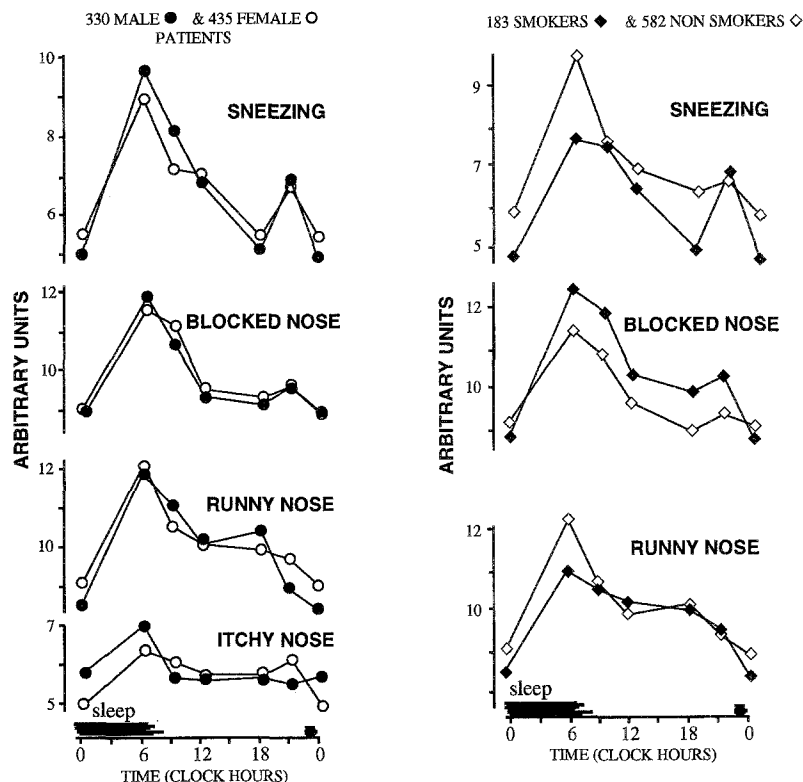 330 MALE ● & 435 FEMALE ○
PATIENTS
10
SNEEZING
8
6
12
BLOCKED NOSE
10
ARBITRARY UNITS
12
RUNNY NOSE
10
7
ITCHY NOSE
5
sleep
0 6 12 18 0
TIME (CLOCK HOURS)
183 SMOKERS ◆ & 582 NON SMOKERS ◇
9
SNEEZING
7
5
12
BLOCKED NOSE
10
ARBITRARY UNITS
12
RUNNY NOSE
10
sleep
0 6 12 18 0
TIME (CLOCK HOURS)